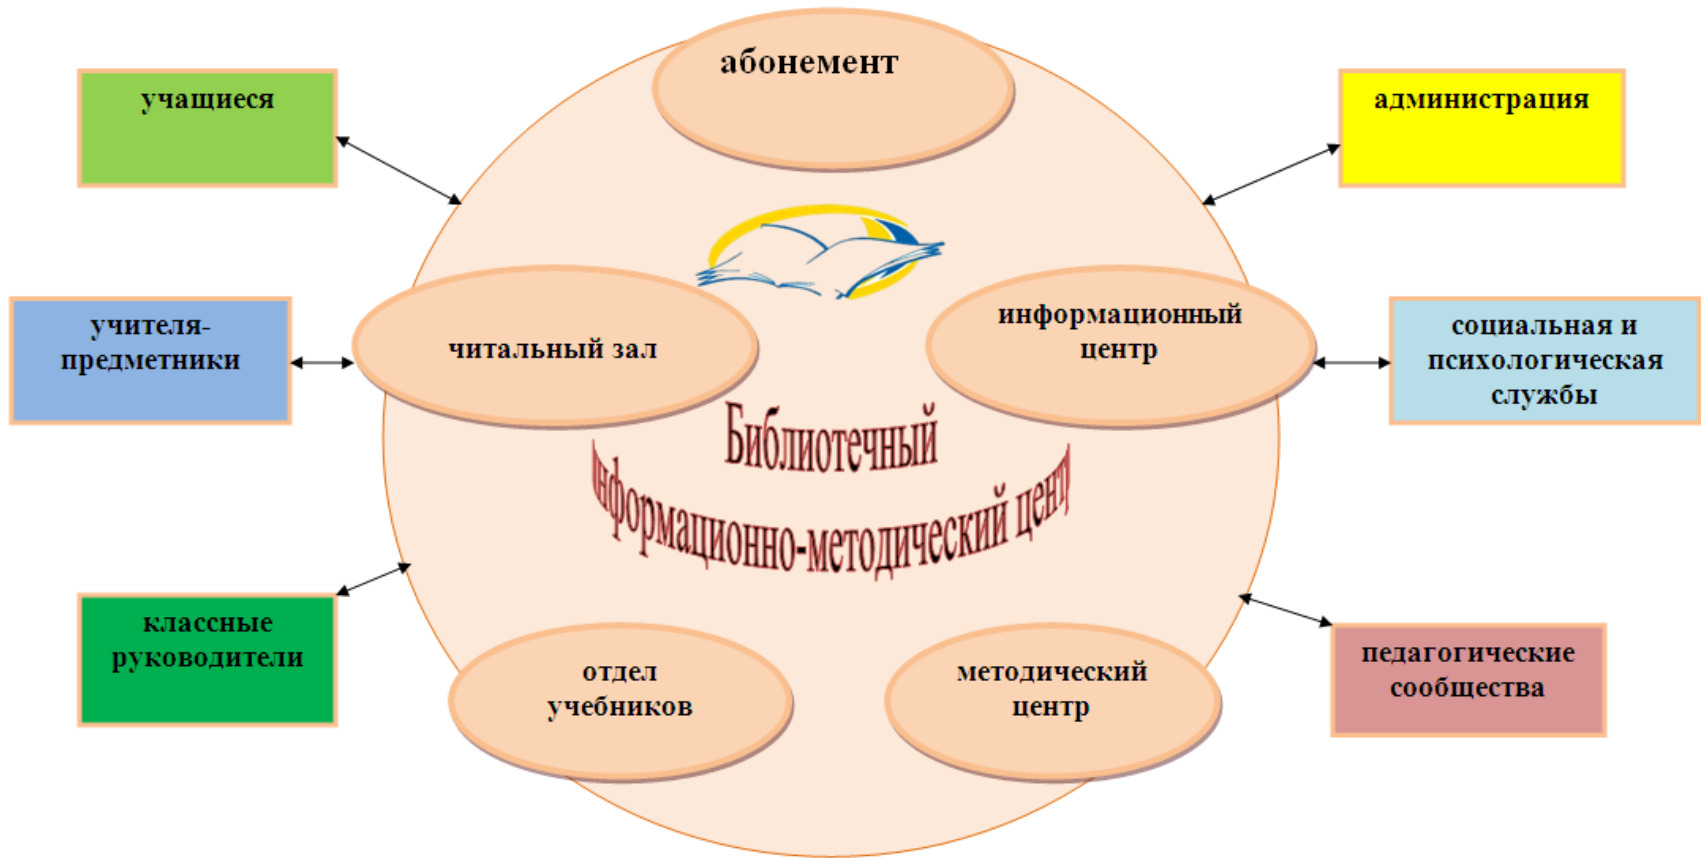 абонемент
учащиеся
администрация
учителя-
предметники
читальный зал
информационный
центр
социальная и
психологическая
службы
Библиотечный
информационно-методический центр
классные
руководители
отдел
учебников
методический
центр
педагогические
сообщества